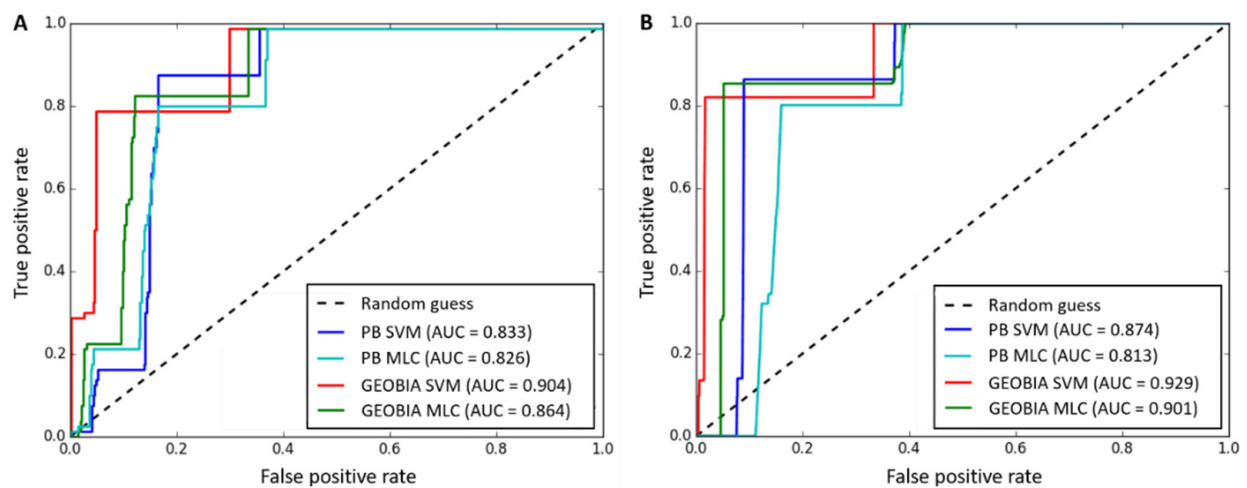 A
1.0
0.8
0.6
0.4
0.2
0.0
0.0
0.2
0.4
0.6
0.8
1.0
True positive rate
False positive rate
Random guess
PB SVM (AUC = 0.833)
PB MLC (AUC = 0.826)
GEOBIA SVM (AUC = 0.904)
GEOBIA MLC (AUC = 0.864)
B
1.0
0.8
0.6
0.4
0.2
0.0
0.0
0.2
0.4
0.6
0.8
1.0
True positive rate
False positive rate
Random guess
PB SVM (AUC = 0.874)
PB MLC (AUC = 0.813)
GEOBIA SVM (AUC = 0.929)
GEOBIA MLC (AUC = 0.901)